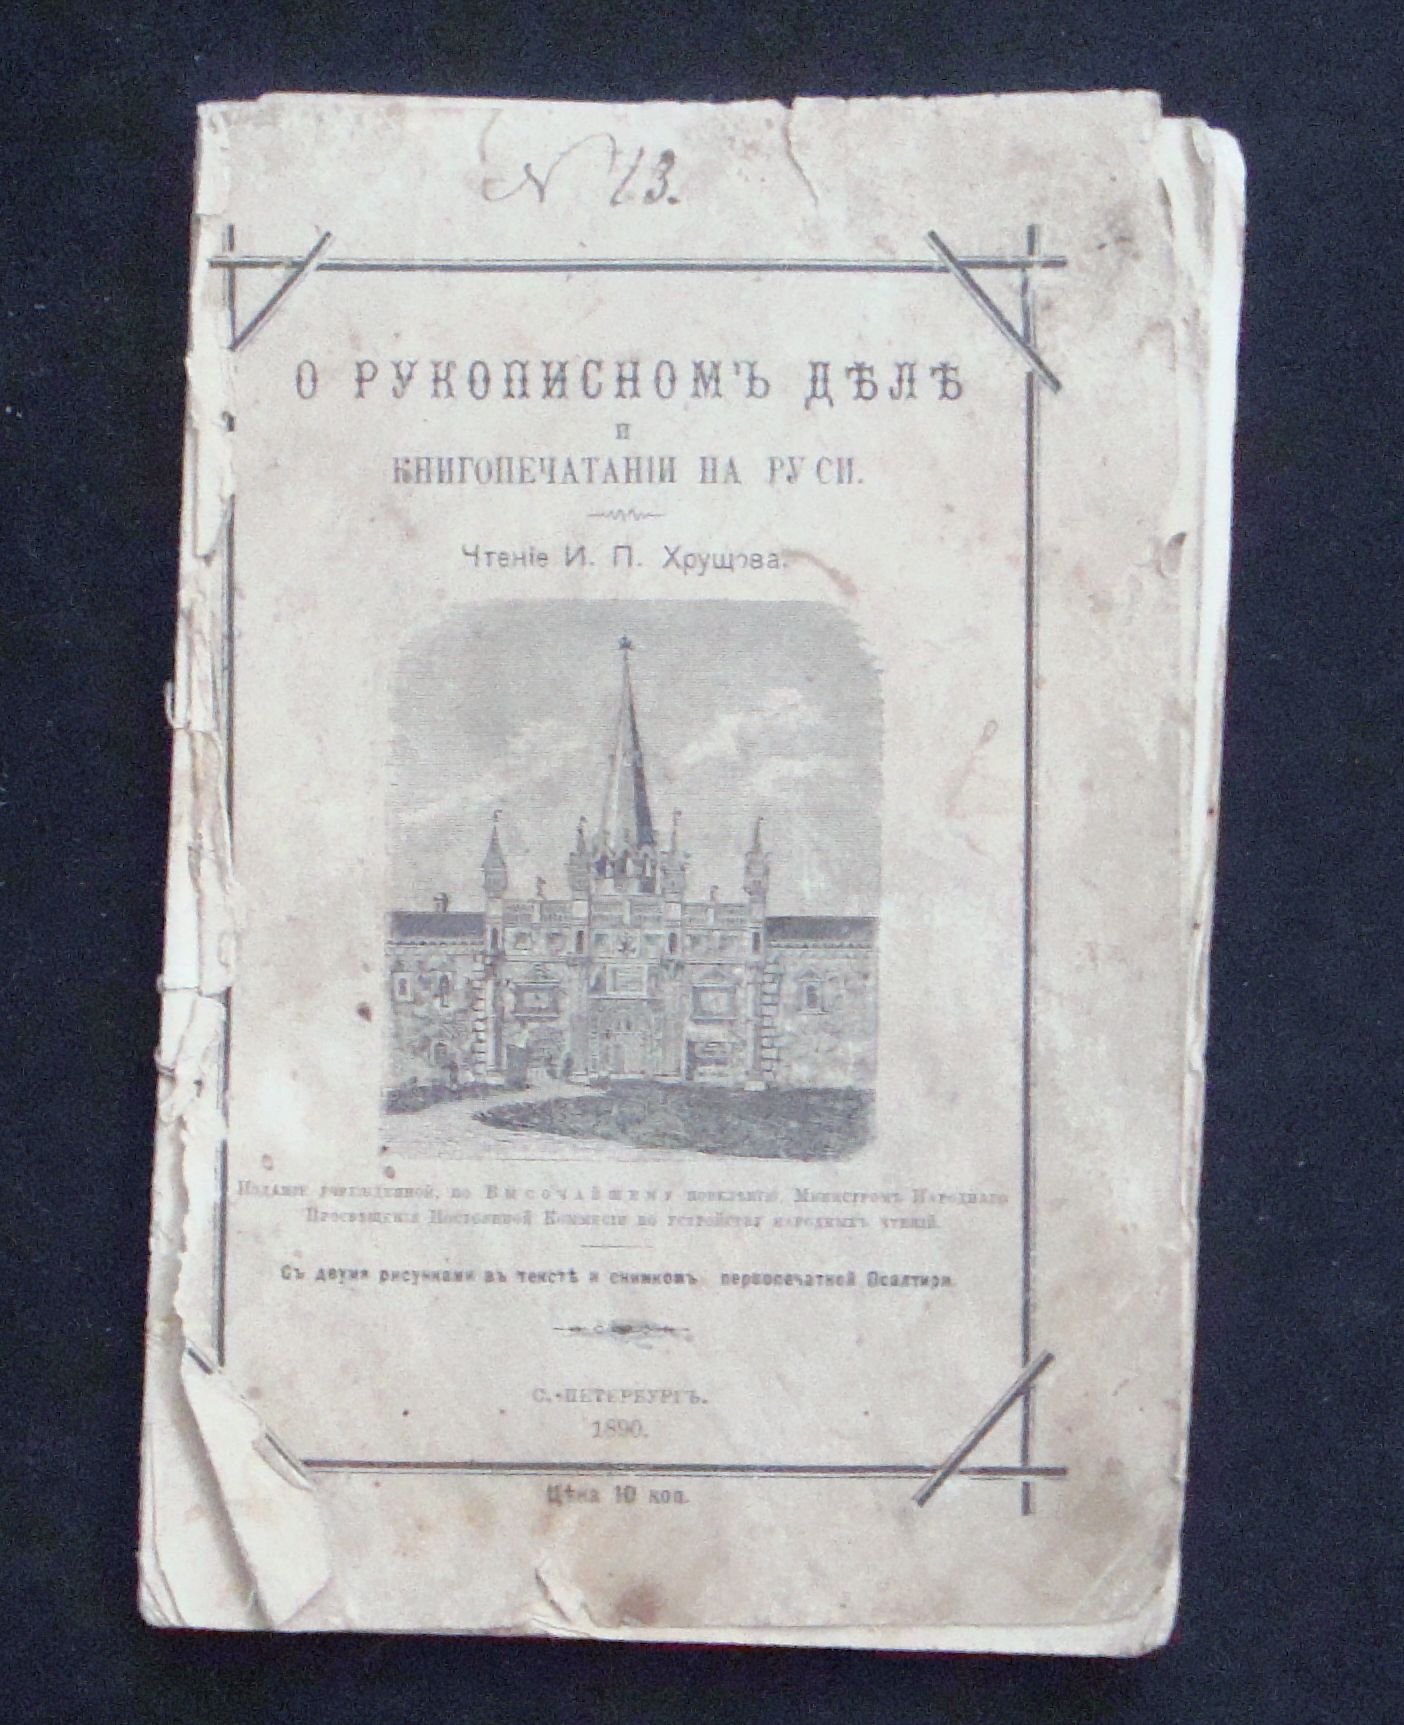 N 13.
О РУКОПИСНОМЪ ДѢЛѢ
И
КНИГОПЕЧАТАНІИ НА РУСИ.
Чтеніе И. П. Хрущова.
Изданіе учрежденной, по Высочайшему повелѣнію, Министромъ Народнаго
Просвѣщенія Постоянной Коммисіи по устройству народныхъ чтеній.
Съ двумя рисунками въ текстѣ и снимкомъ первопечатной Псалтири.
С.-ПЕТЕРБУРГЪ.
1890.
Цѣна 10 коп.